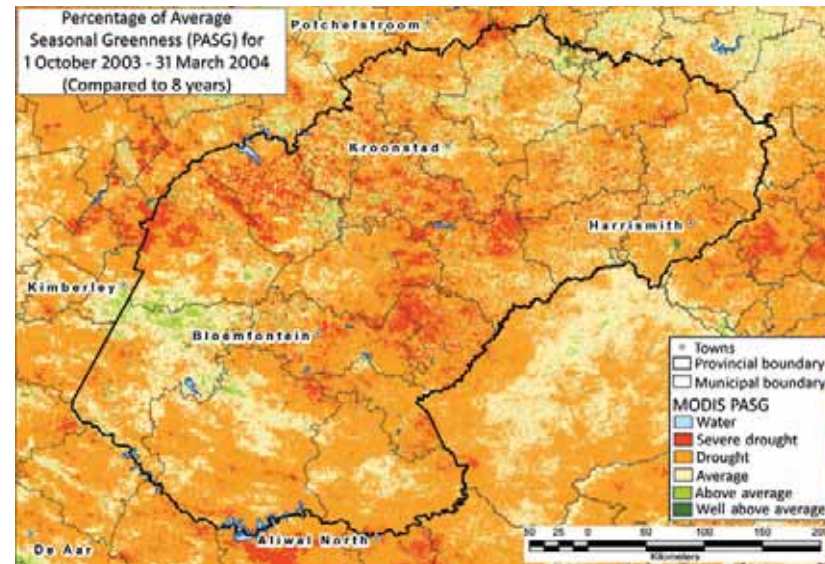 Percentage of Average
Seasonal Greenness (PASG) for
1 October 2003 - 31 March 2004
(Compared to 8 years)
Potchefstroom
Kroonstad
Harrismith
Kimberley
Bloemfontein
Aliwal North
De Aar
Towns
Provincial boundary
Municipal boundary
MODIS PASG
Water
Severe drought
Drought
Average
Above average
Well above average
50 25 0 50 100 150 200
Kilometers